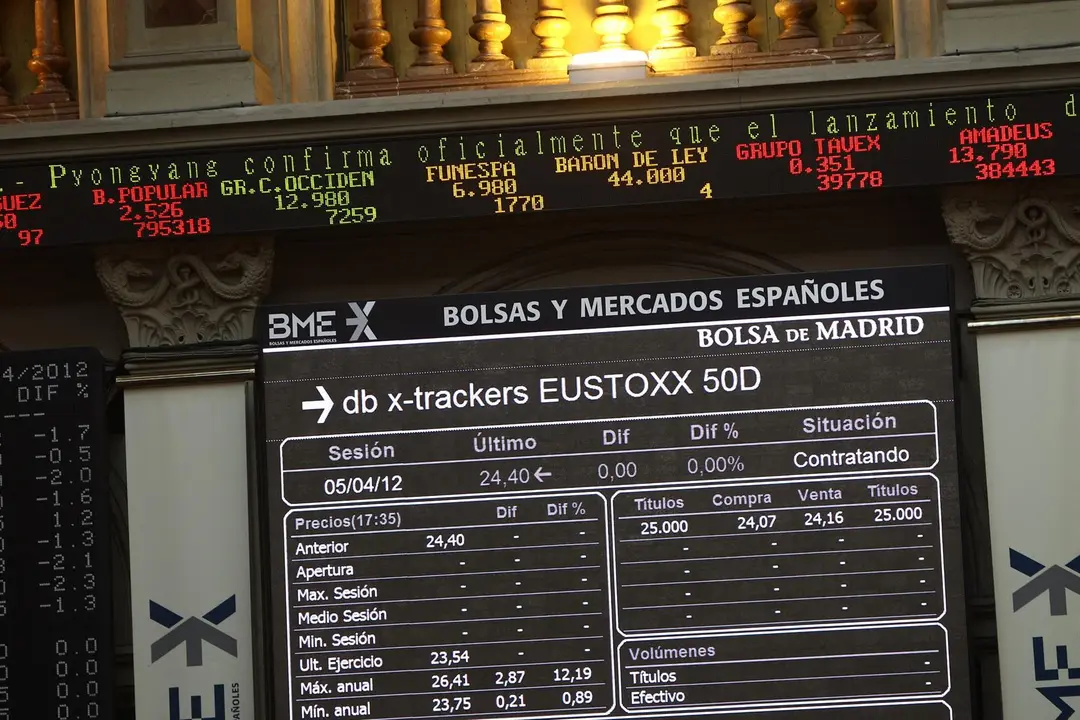 .- Pyongyang confirma oficialmente que el lanzamiento d
B.POPULAR GR.C.OCCIDEN FUNESPA BARON DE LEY GRUPO TAVEX AMADEUS
2.526 12.980 6.980 44.000 0.351 13.790
97 795318 7259 1770 4 39778 384443
BME X BOLSAS Y MERCADOS ESPAÑOLES
BOLSAS Y MERCADOS ESPAÑOLES
BOLSA DE MADRID
→ db x-trackers EUSTOXX 50D
Sesión Último Dif Dif % Situación
05/04/12 24,40← 0,00 0,00% Contratando
Precios(17:35) Dif Dif %
Anterior 24,40 - -
Apertura - - -
Max. Sesión - - -
Medio Sesión - - -
Min. Sesión - - -
Ult. Ejercicio 23,54 - -
Máx. anual 26,41 2,87 12,19
Mín. anual 23,75 0,21 0,89
Títulos Compra Venta Títulos
25.000 24,07 24,16 25.000
- - - -
- - - -
- - - -
- - - -
Volúmenes
Títulos -
Efectivo -
4/2012
DIF %
---
-1.7
-0.5
-2.0
-1.6
1.2
-1.3
-2.1
-2.3
-1.3
0.0
0.0
0.0
0.0